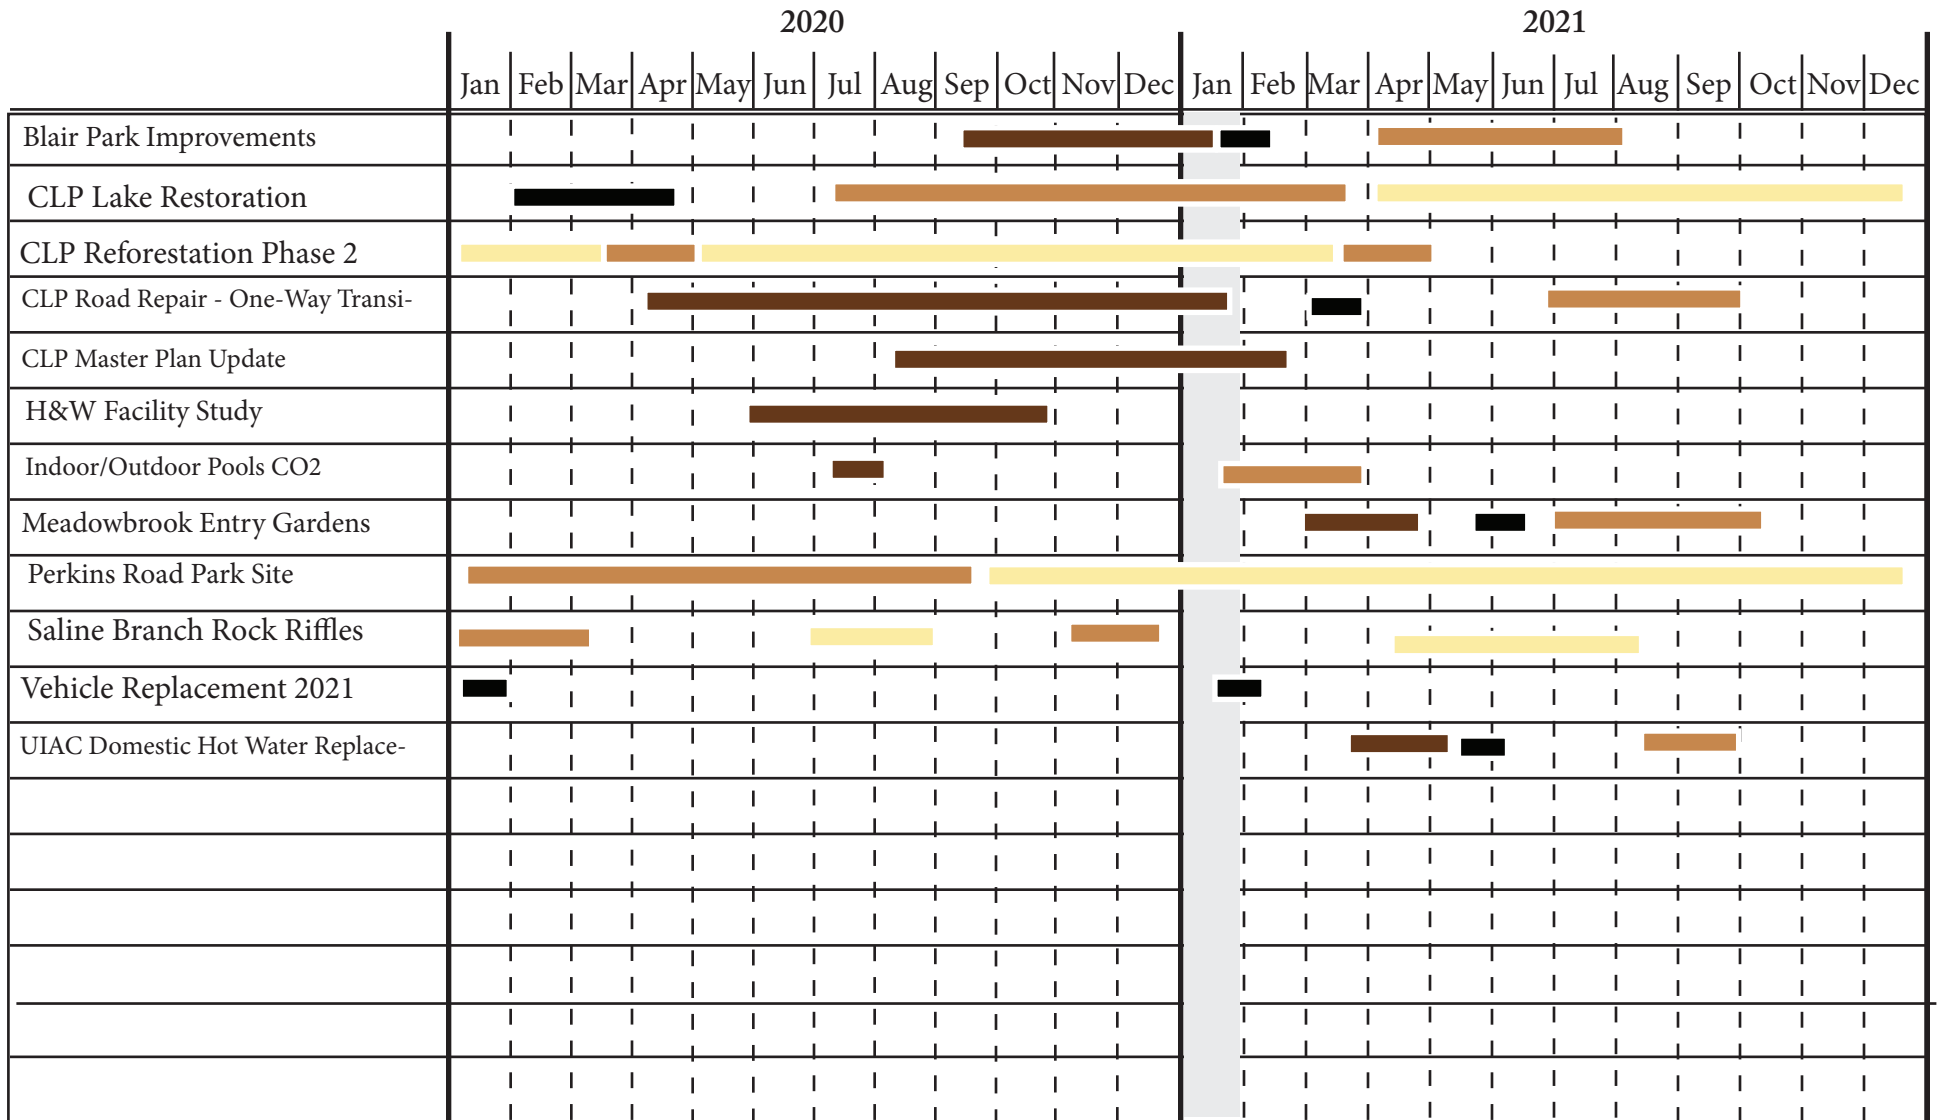 2020 2021
Jan Feb Mar Apr May Jun Jul Aug Sep Oct Nov Dec Jan Feb Mar Apr May Jun Jul Aug Sep Oct Nov Dec
Blair Park Improvements
CLP Lake Restoration
CLP Reforestation Phase 2
CLP Road Repair - One-Way Transi-
CLP Master Plan Update
H&W Facility Study
Indoor/Outdoor Pools CO2
Meadowbrook Entry Gardens
Perkins Road Park Site
Saline Branch Rock Riffles
Vehicle Replacement 2021
UIAC Domestic Hot Water Replace-